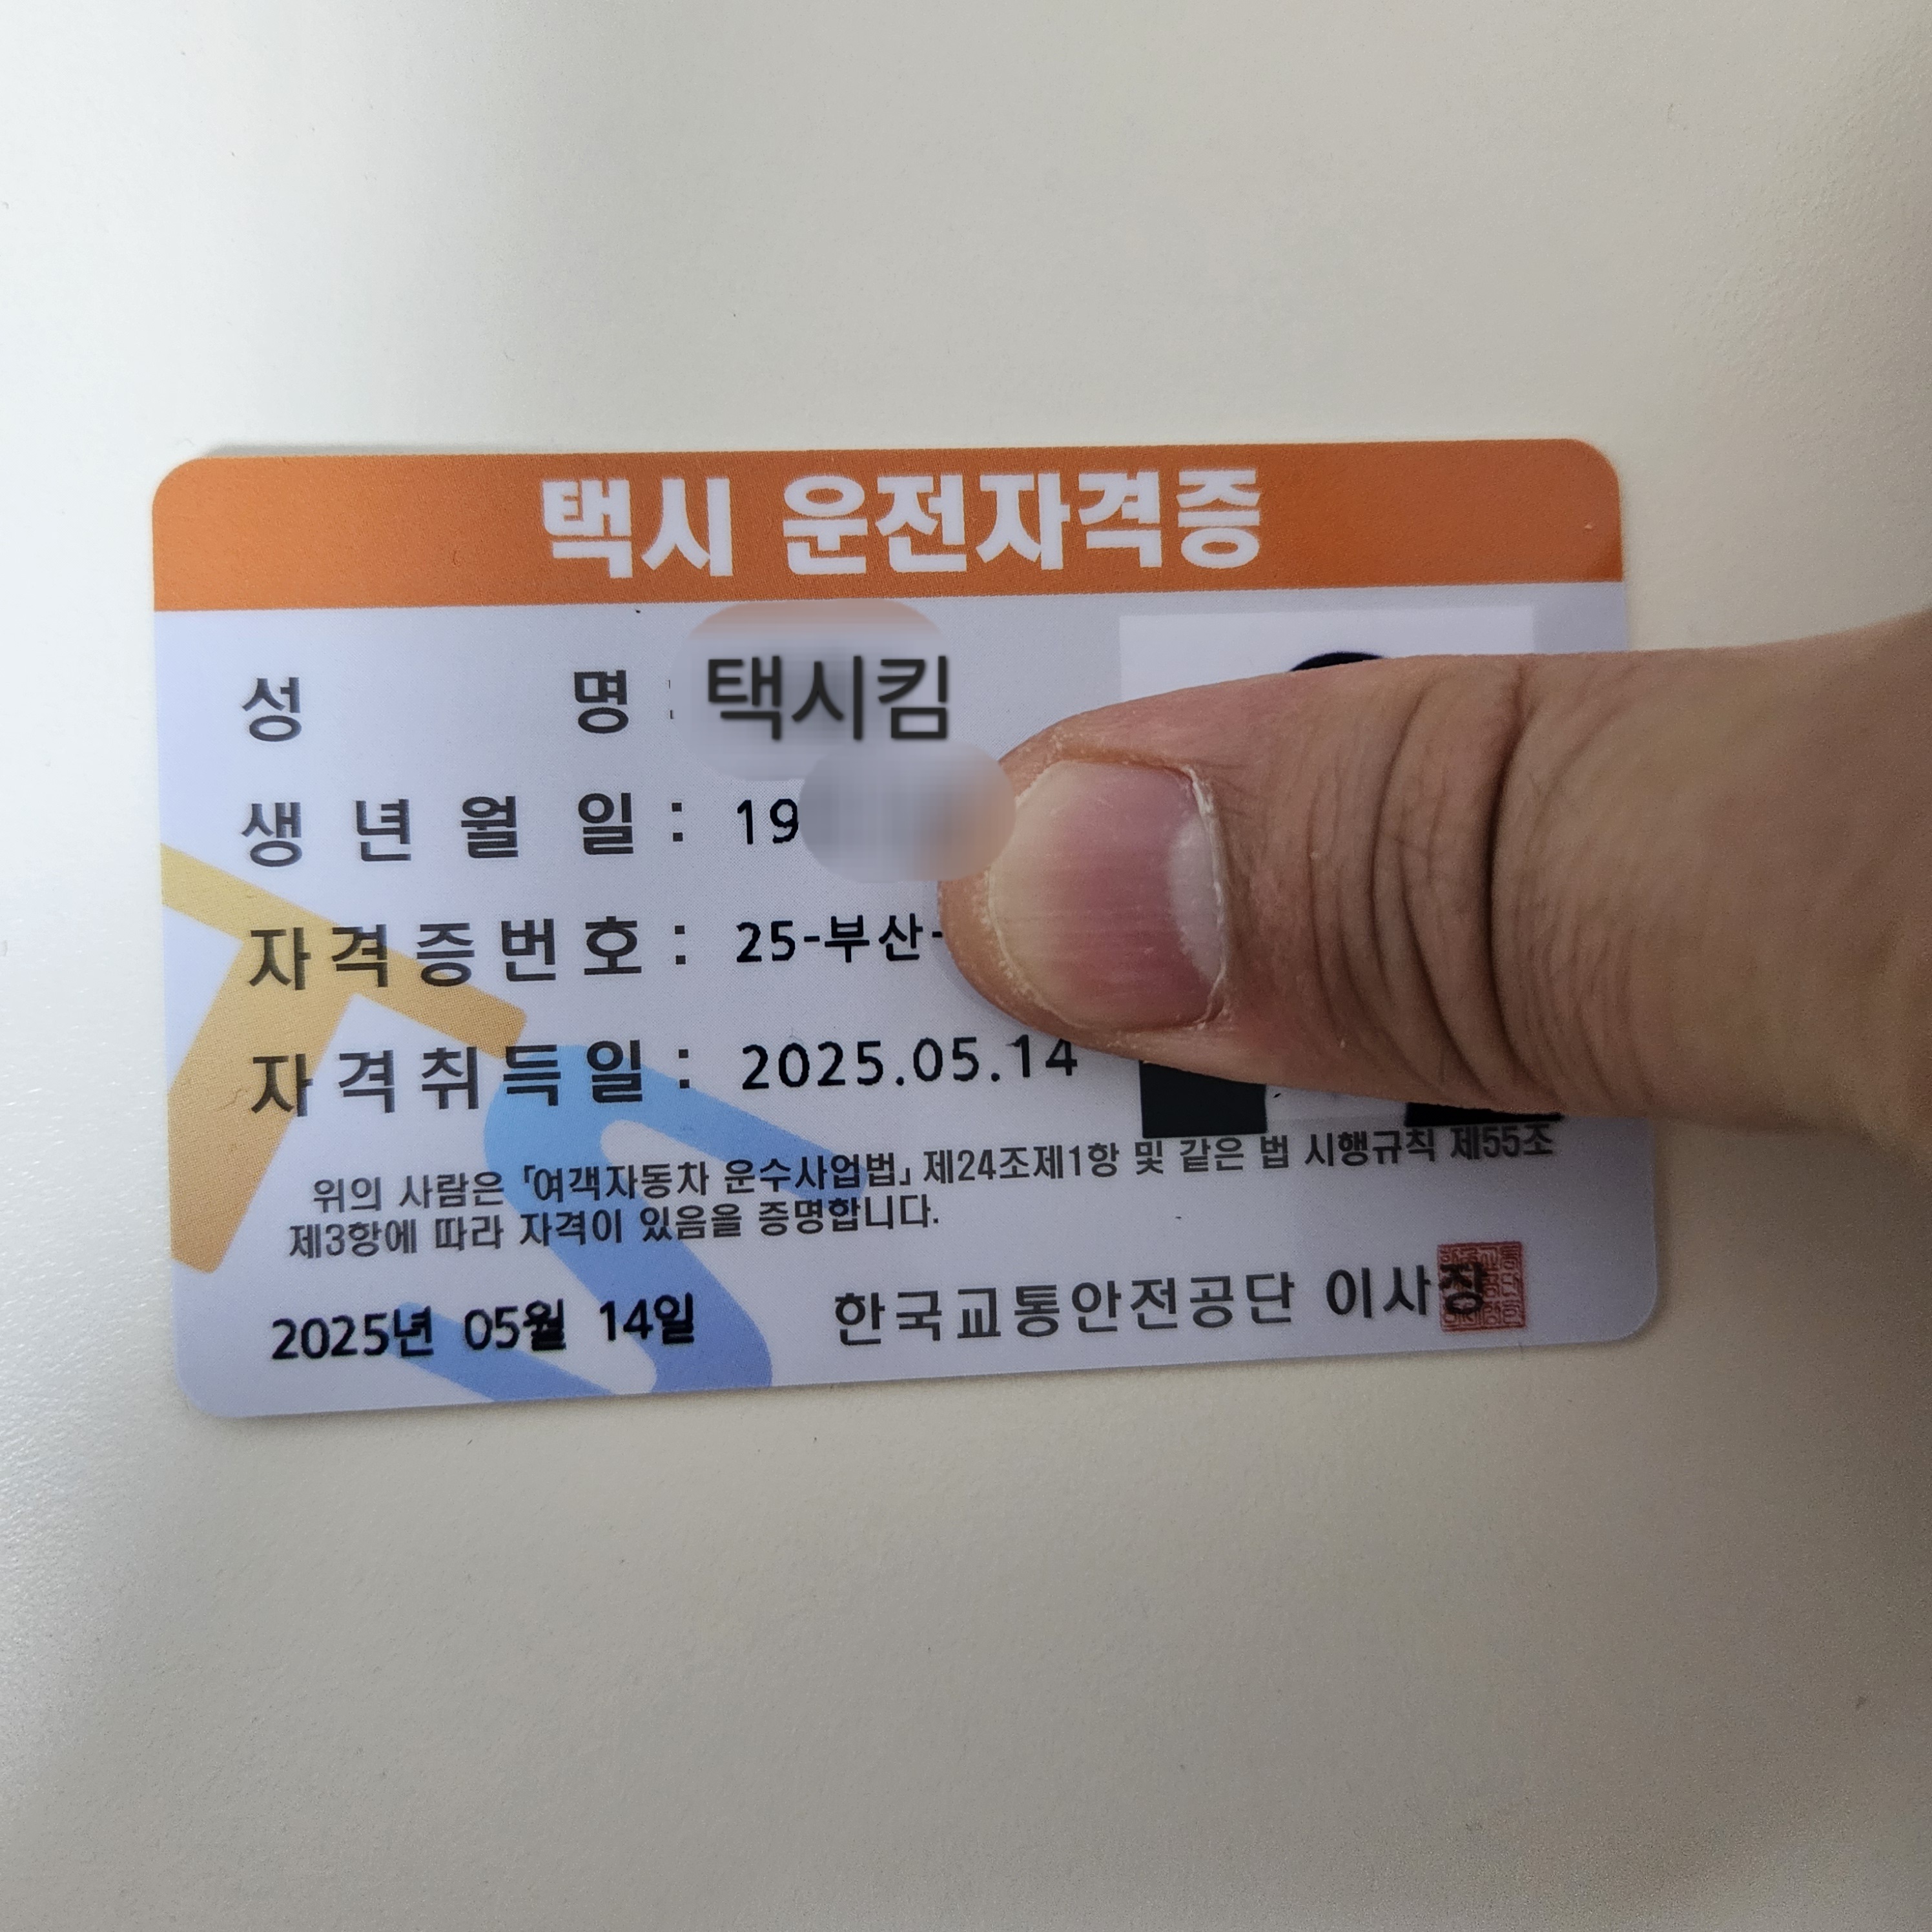 택시 운전자격증
성 명 : 택시킴
생년월일 : 19
자격증번호 : 25-부산-
자격취득일 : 2025.05.14
위의 사람은 「여객자동차 운수사업법」 제24조제1항 및 같은 법 시행규칙 제55조
제3항에 따라 자격이 있음을 증명합니다.
2025년 05월 14일 한국교통안전공단 이사장